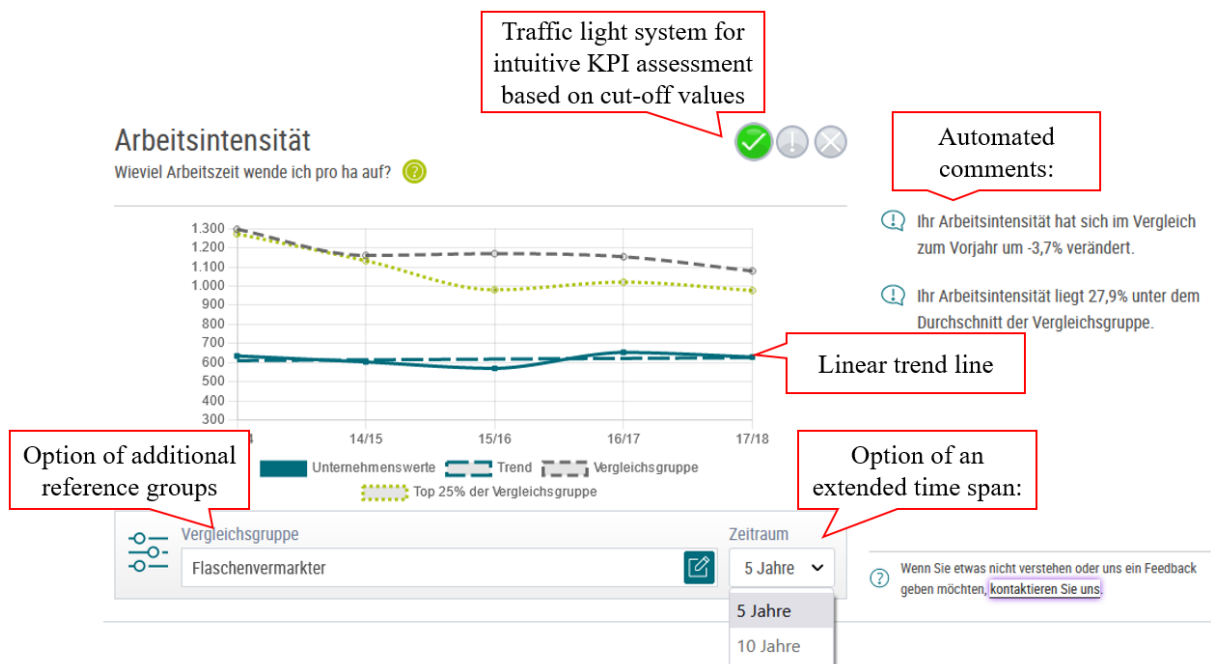 Traffic light system for
intuitive KPI assessment
based on cut-off values
Arbeitsintensität
Wieviel Arbeitszeit wende ich pro ha auf?
Automated
comments:
Ihr Arbeitsintensität hat sich im Vergleich
zum Vorjahr um -3,7% verändert.
Ihr Arbeitsintensität liegt 27,9% unter dem
Durchschnitt der Vergleichsgruppe.
1.300
1.200
1.100
1.000
900
800
700
600
500
400
300
Linear trend line
4
14/15
15/16
16/17
17/18
Option of additional
reference groups
Unternehmenswerte
Trend
Vergleichsgruppe
Top 25% der Vergleichsgruppe
Option of an
extended time span:
Vergleichsgruppe
Zeitraum
Flaschenvermarkter
5 Jahre
5 Jahre
10 Jahre
Wenn Sie etwas nicht verstehen oder uns ein Feedback
geben möchten, kontaktieren Sie uns.